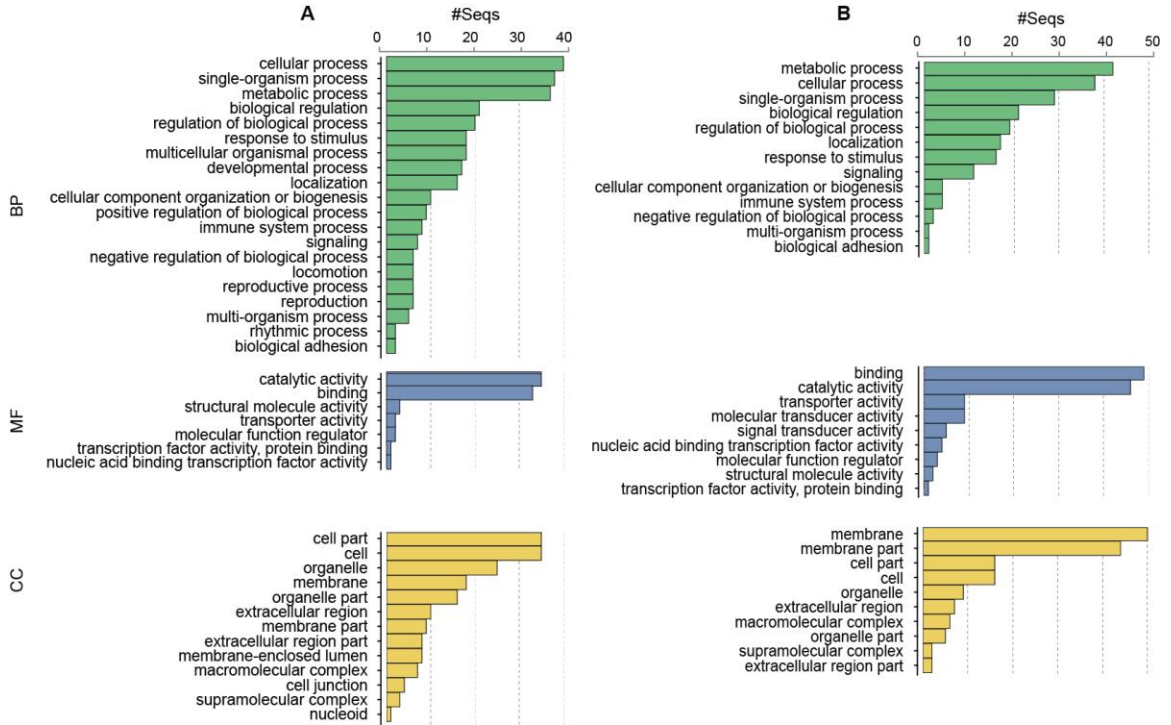 A
#Seqs
0 10 20 30 40
BP
cellular process
single-organism process
metabolic process
biological regulation
regulation of biological process
response to stimulus
multicellular organismal process
developmental process
localization
cellular component organization or biogenesis
positive regulation of biological process
immune system process
signaling
negative regulation of biological process
locomotion
reproductive process
reproduction
multi-organism process
rhythmic process
biological adhesion
MF
catalytic activity
binding
structural molecule activity
transporter activity
molecular function regulator
transcription factor activity, protein binding
nucleic acid binding transcription factor activity
CC
cell part
cell
organelle
membrane
organelle part
extracellular region
membrane part
extracellular region part
membrane-enclosed lumen
macromolecular complex
cell junction
supramolecular complex
nucleoid
B
#Seqs
0 10 20 30 40 50
metabolic process
cellular process
single-organism process
biological regulation
regulation of biological process
localization
response to stimulus
signaling
cellular component organization or biogenesis
immune system process
negative regulation of biological process
multi-organism process
biological adhesion
binding
catalytic activity
transporter activity
molecular transducer activity
signal transducer activity
nucleic acid binding transcription factor activity
molecular function regulator
structural molecule activity
transcription factor activity, protein binding
membrane
membrane part
cell part
cell
organelle
extracellular region
macromolecular complex
organelle part
supramolecular complex
extracellular region part